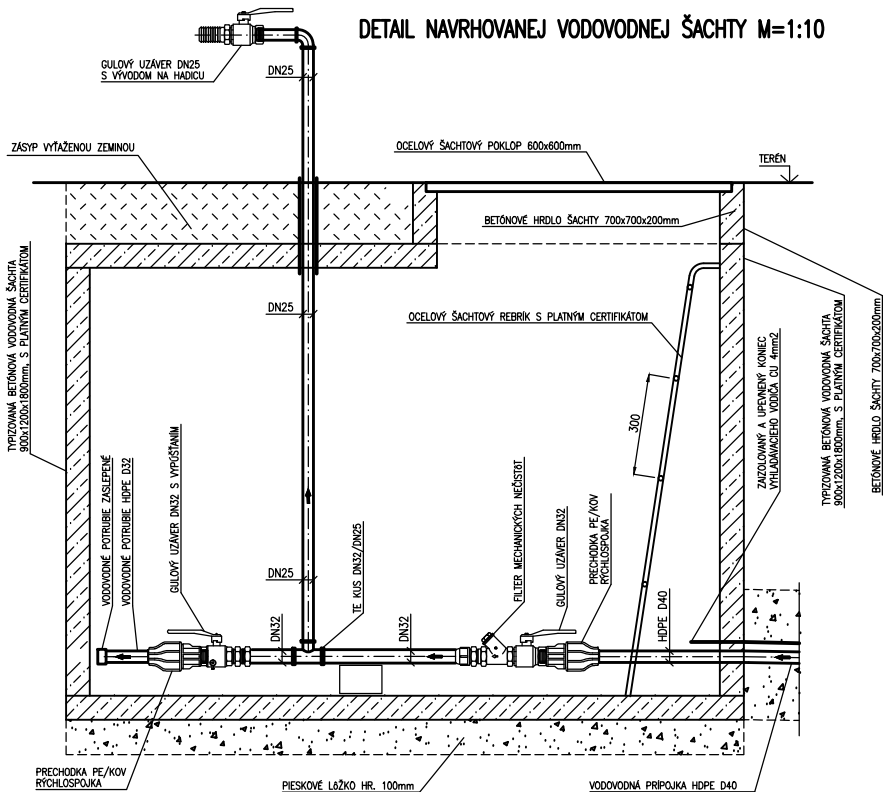 DETAIL NAVRHOVANEJ VODOVODNEJ ŠACHTY M=1:10
GULOVÝ UZÁVER DN25
S VÝVODOM NA HADICU
DN25
ZÁSYP VYŤAŽENOU ZEMINOU
OCELOVÝ ŠACHTOVÝ POKLOP 600x600mm
TERÉN
BETÓNOVÉ HRDLO ŠACHTY 700x700x200mm
DN25
OCELOVÝ ŠACHTOVÝ REBRÍK S PLATNÝM CERTIFIKÁTOM
300
TYPIZOVANÁ BETÓNOVÁ VODOVODNÁ ŠACHTA
900x1200x1800mm, S PLATNÝM CERTIFIKÁTOM
VODOVODNÉ POTRUBIE ZASLEPENÉ
VODOVODNÉ POTRUBIE HDPE D32
GULOVÝ UZÁVER DN32 S VYPÚŠTANÍM
DN25
DN32
TE KUS DN32/DN25
DN32
FILTER MECHANICKÝCH NEČISTÔT
GULOVÝ UZÁVER DN32
PRECHODKA PE/KOV
RÝCHLOSPOJKA
HDPE D40
ZAIZOLOVANÝ A UPEVNENÝ KONIEC
VYHLADÁVACIEHO VODIČA CU 4mm2
TYPIZOVANÁ BETÓNOVÁ VODOVODNÁ ŠACHTA
900x1200x1800mm, S PLATNÝM CERTIFIKÁTOM
BETÓNOVÉ HRDLO ŠACHTY 700x700x200mm
PRECHODKA PE/KOV
RÝCHLOSPOJKA
PIESKOVÉ LÔŽKO HR. 100mm
VODOVODNÁ PRÍPOJKA HDPE D40